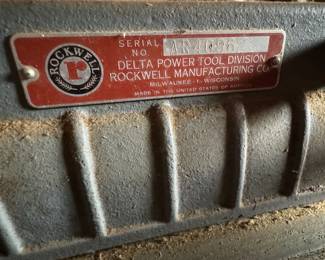 ROCKWELL
r
SERIAL
NO.
DELTA POWER TOOL DIVISION
ROCKWELL MANUFACTURING CO.
MILWAUKEE - 1 - WISCONSIN
MADE IN THE UNITED STATES OF AMERICA